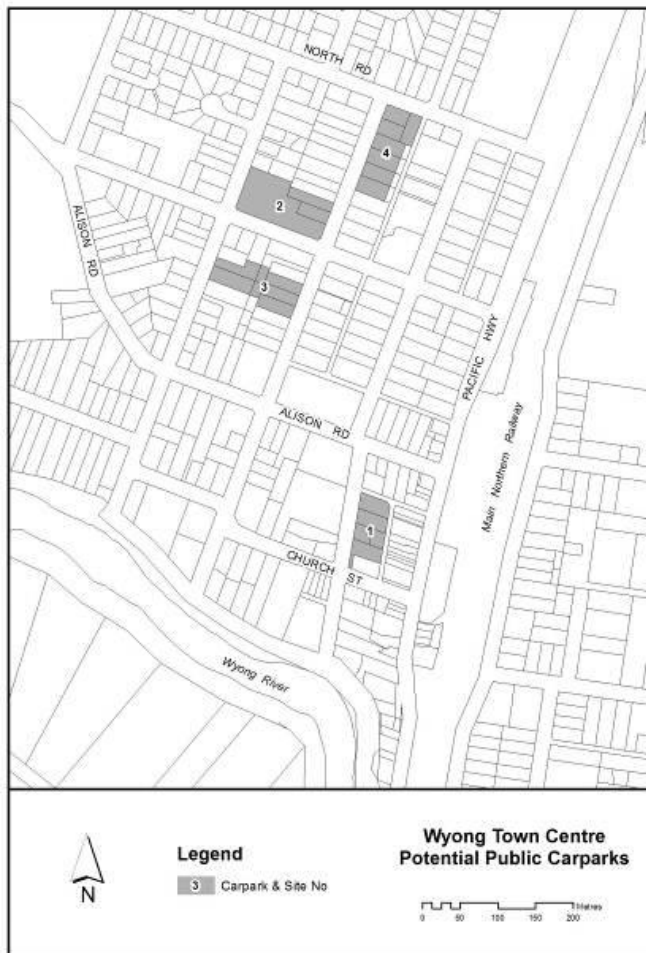 NORTH RD
4
2
ALISON RD
3
PACIFIC HWY
ALISON RD
Main Northern Railway
1
CHURCH ST
Wyong River
N
Legend
3 Carpark & Site No
Wyong Town Centre
Potential Public Carparks
0 50 100 150 200
Metres